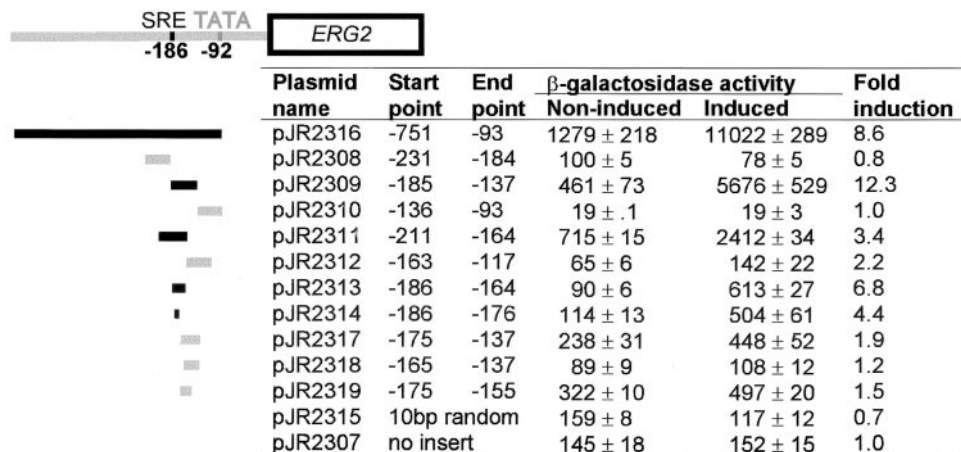 SRE TATA
-186 -92
ERG2
Plasmid Start End β-galactosidase activity Fold
name point point Non-induced Induced induction
pJR2316 -751 -93 1279 ± 218 11022 ± 289 8.6
pJR2308 -231 -184 100 ± 5 78 ± 5 0.8
pJR2309 -185 -137 461 ± 73 5676 ± 529 12.3
pJR2310 -136 -93 19 ± .1 19 ± 3 1.0
pJR2311 -211 -164 715 ± 15 2412 ± 34 3.4
pJR2312 -163 -117 65 ± 6 142 ± 22 2.2
pJR2313 -186 -164 90 ± 6 613 ± 27 6.8
pJR2314 -186 -176 114 ± 13 504 ± 61 4.4
pJR2317 -175 -137 238 ± 31 448 ± 52 1.9
pJR2318 -165 -137 89 ± 9 108 ± 12 1.2
pJR2319 -175 -155 322 ± 10 497 ± 20 1.5
pJR2315 10bp random 159 ± 8 117 ± 12 0.7
pJR2307 no insert 145 ± 18 152 ± 15 1.0